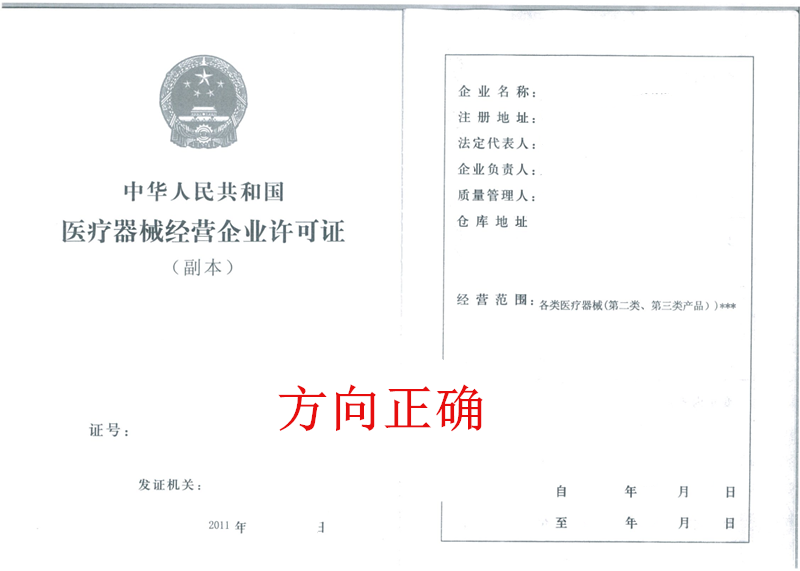 中华人民共和国
医疗器械经营企业许可证
（副本）
证号：
发证机关：
2011 年 日
企 业 名 称：
注 册 地 址：
法定代表人：
企业负责人：
质量管理人：
仓 库 地 址
经 营 范 围：各类医疗器械(第二类、第三类产品））***
自 年 月 日
至 年 月 日
方向正确